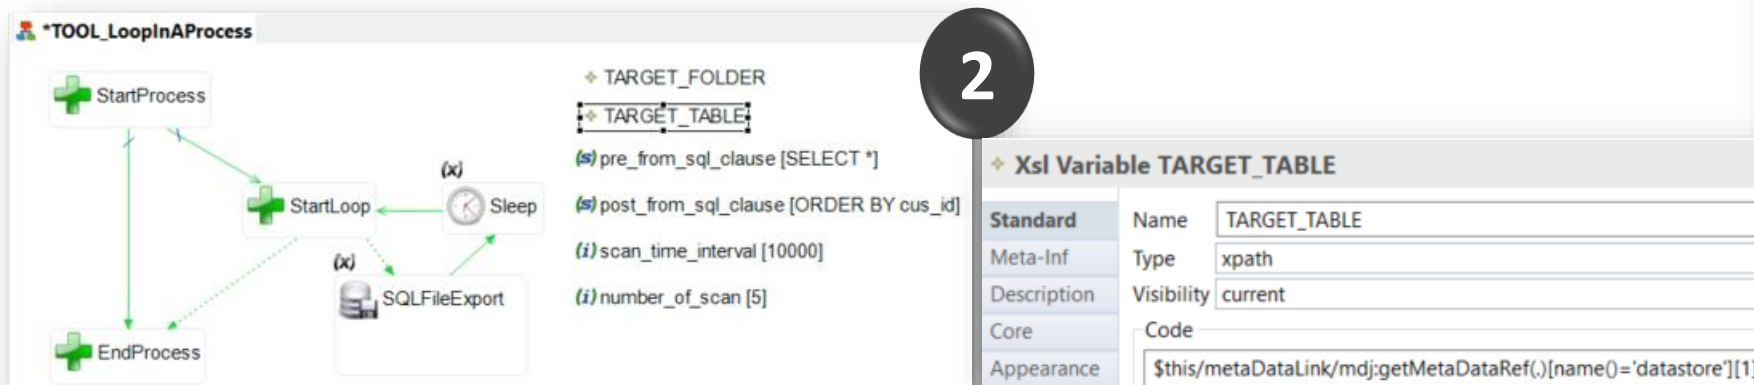 *TOOL_LoopInAProcess
StartProcess
StartLoop
(x)
Sleep
(x)
SQLFileExport
EndProcess
TARGET_FOLDER
TARGET_TABLE
(s) pre_from_sql_clause [SELECT *]
(s) post_from_sql_clause [ORDER BY cus_id]
(i) scan_time_interval [10000]
(i) number_of_scan [5]
2
Xsl Variable TARGET_TABLE
Standard
Meta-Inf
Description
Core
Appearance
Name TARGET_TABLE
Type xpath
Visibility current
Code
$this/metaDataLink/mdj:getMetaDataRef(.)[name()='datastore'][1]